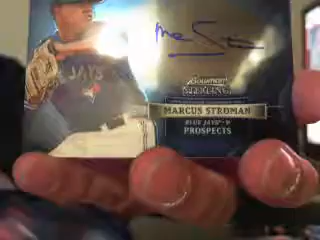 JAYS
Bowman
STERLING
MARCUS STROMAN
BLUE JAYS - P
PROSPECTS